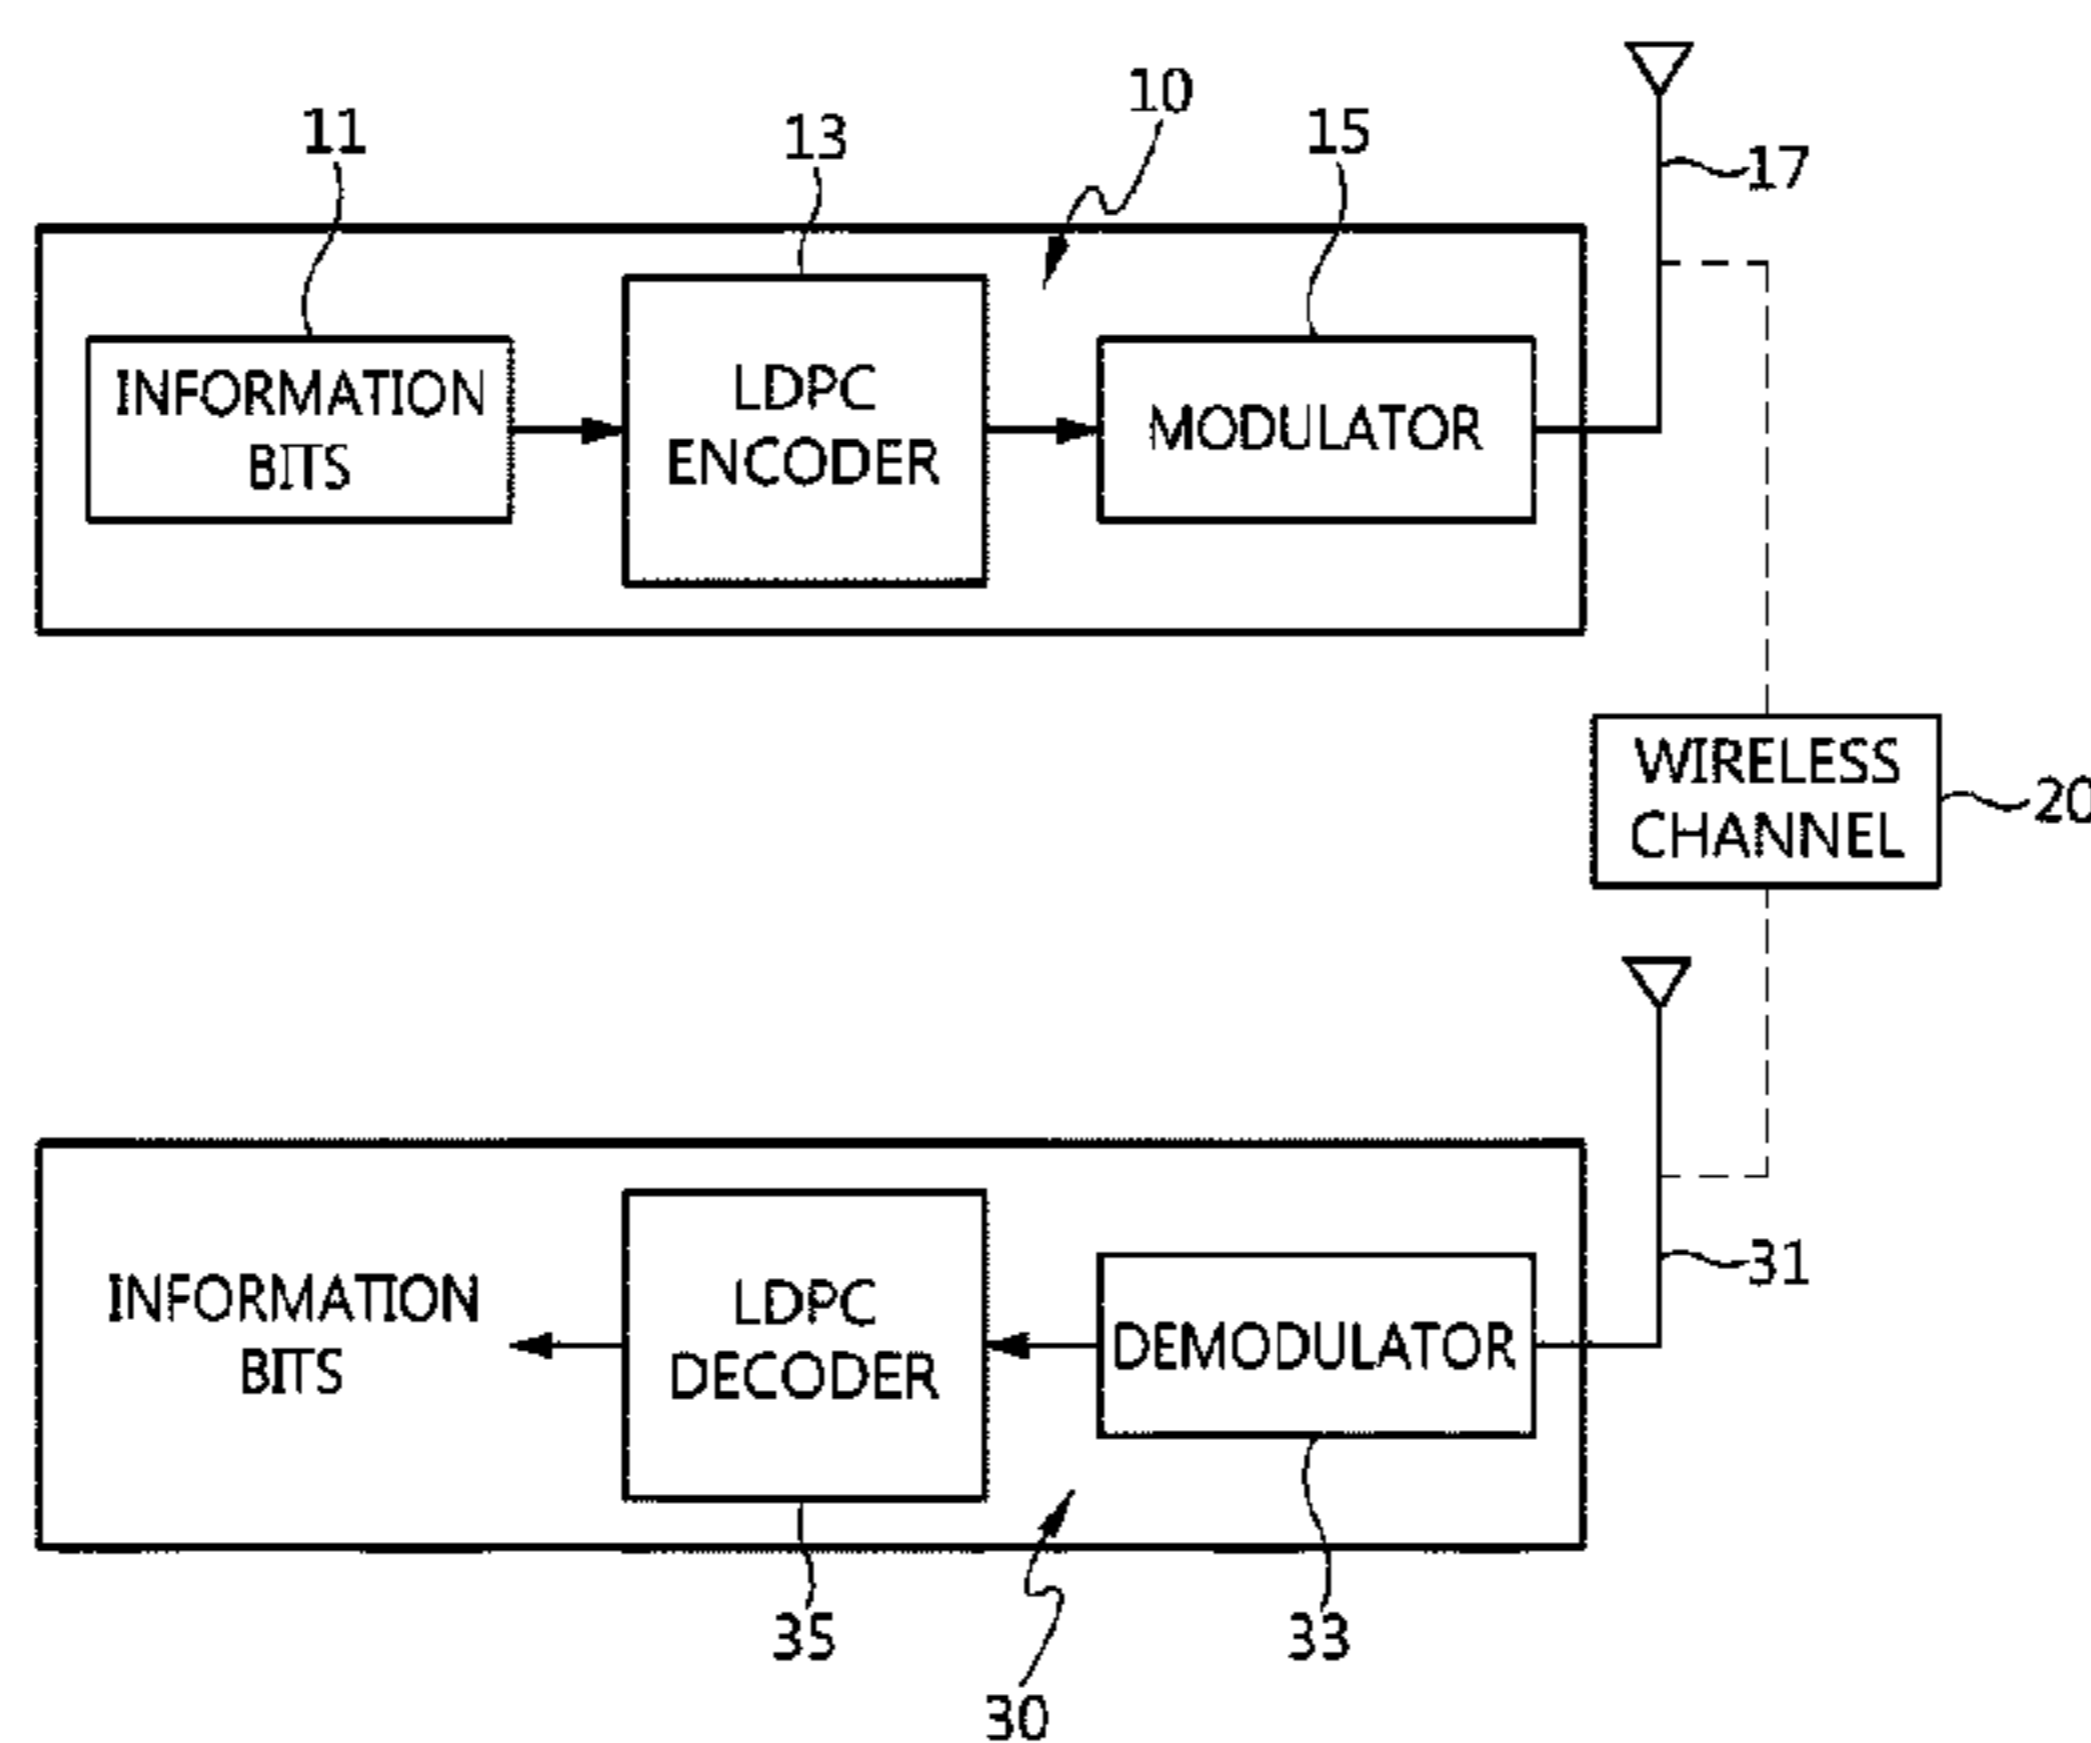 10
11
13
15
17
INFORMATION
BITS
LDPC
ENCODER
MODULATOR
WIRELESS
CHANNEL
20
31
INFORMATION
BITS
LDPC
DECODER
DEMODULATOR
35
33
30